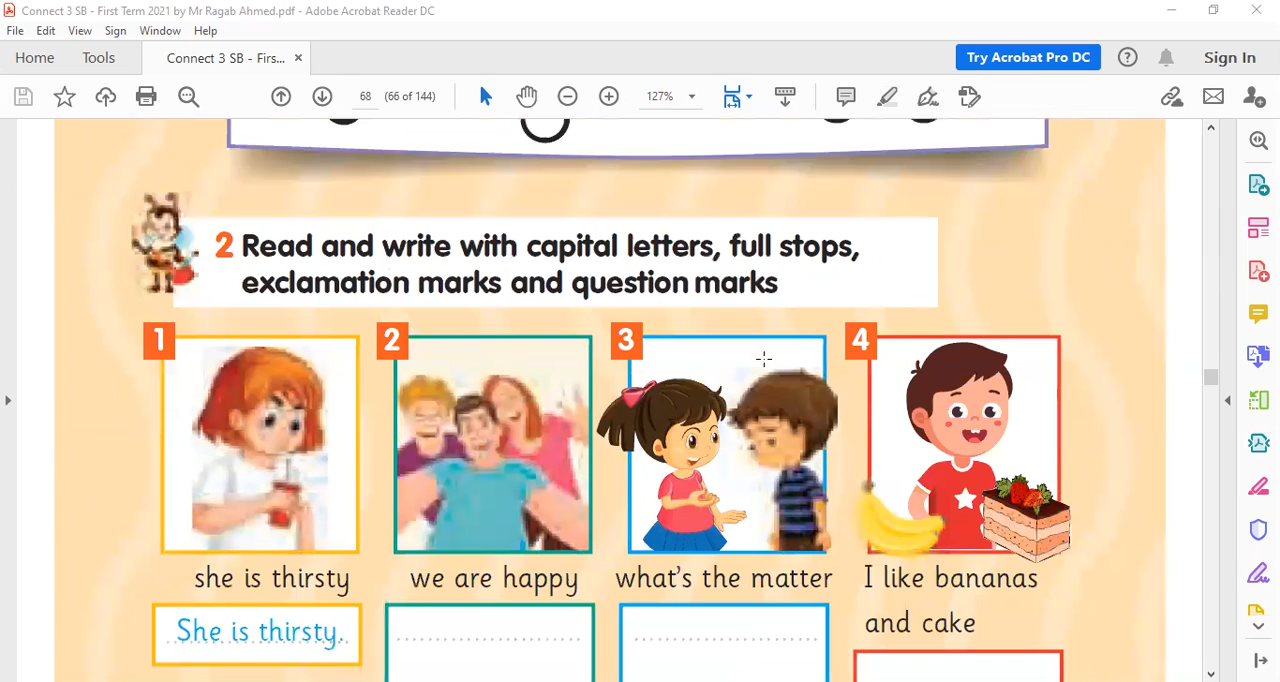 Connect 3 SB - First Term 2021 by Mr Ragab Ahmed.pdf - Adobe Acrobat Reader DC
File Edit View Sign Window Help
Home Tools Connect 3 SB - Firs... × Try Acrobat Pro DC Sign In
68 (66 of 144) 127%
2 Read and write with capital letters, full stops,
exclamation marks and question marks
1 2 3 4
she is thirsty we are happy what's the matter I like bananas
and cake
She is thirsty.